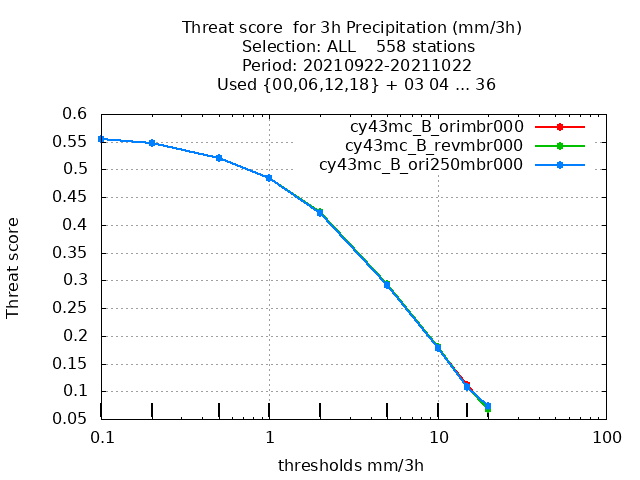 Threat score  for 3h Precipitation (mm/3h)
Selection: ALL    558 stations
Period: 20210922-20211022
Used {00,06,12,18} + 03 04 ... 36
cy43mc_B_orimbr000
cy43mc_B_revmbr000
cy43mc_B_ori250mbr000
Threat score
0.6
0.55
0.5
0.45
0.4
0.35
0.3
0.25
0.2
0.15
0.1
0.05
0.1 1 10 100
thresholds mm/3h